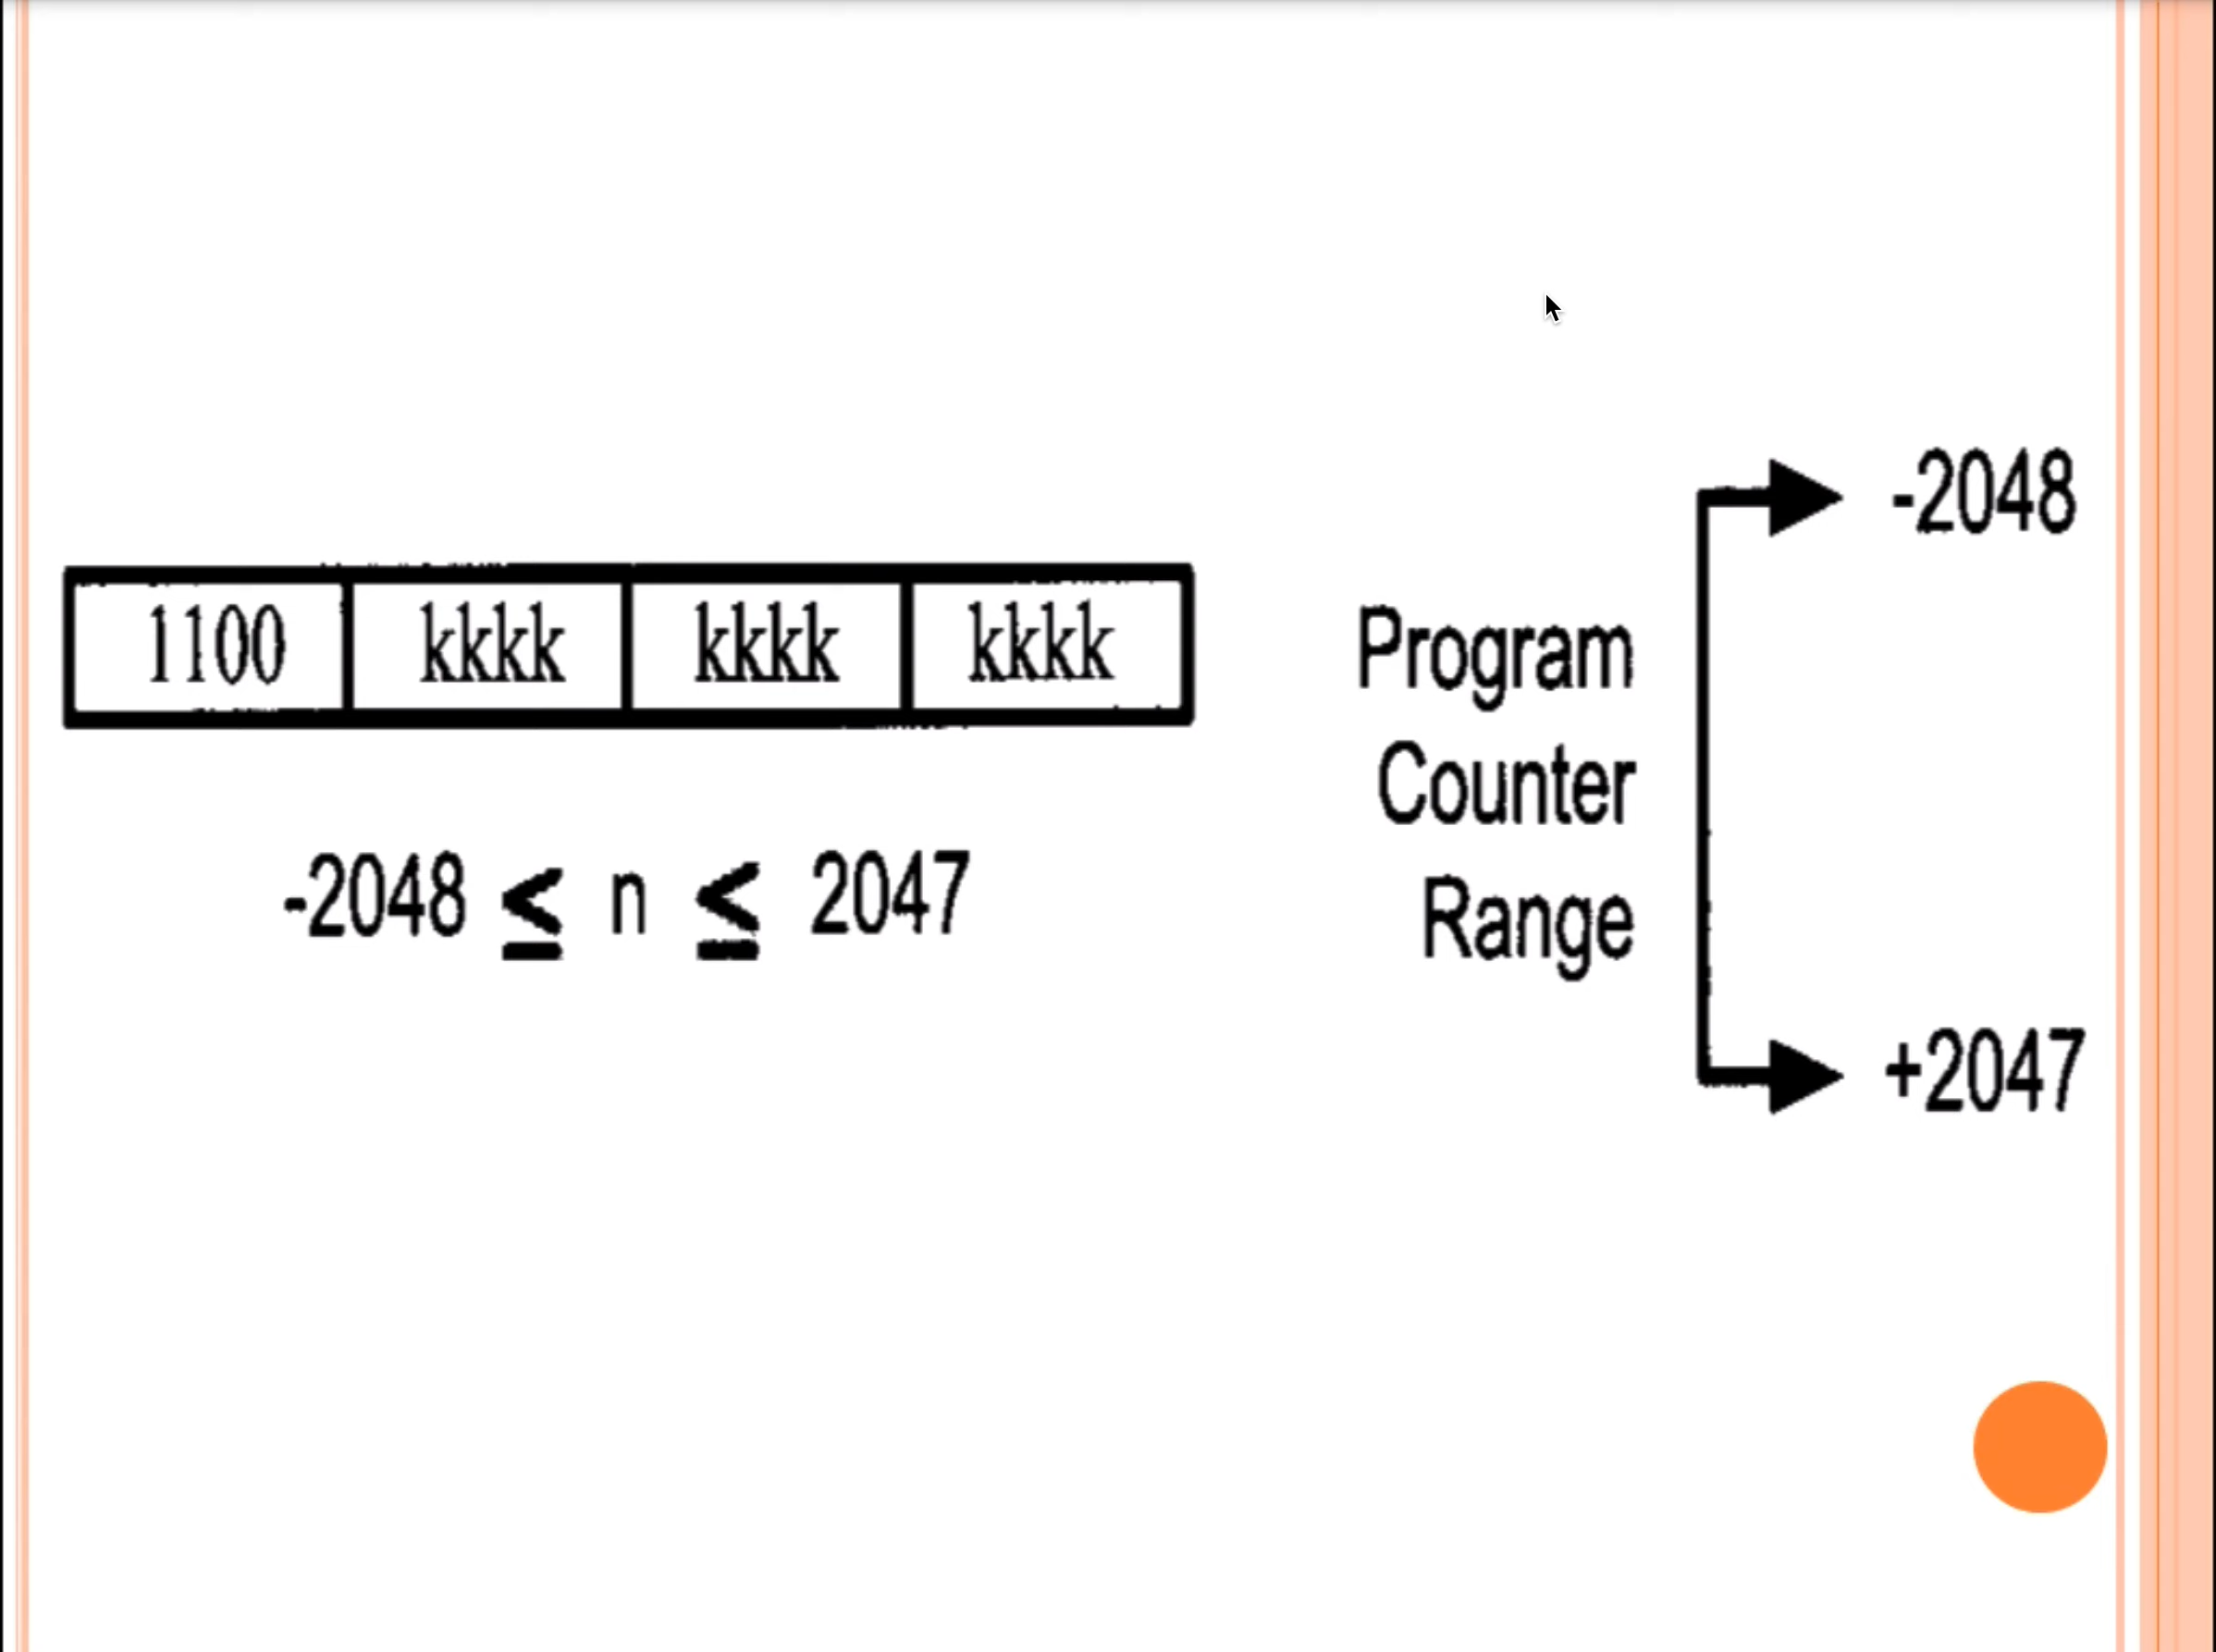 1100 kkkk kkkk kkkk
-2048 ≤ n ≤ 2047
Program
Counter
Range
-2048
+2047